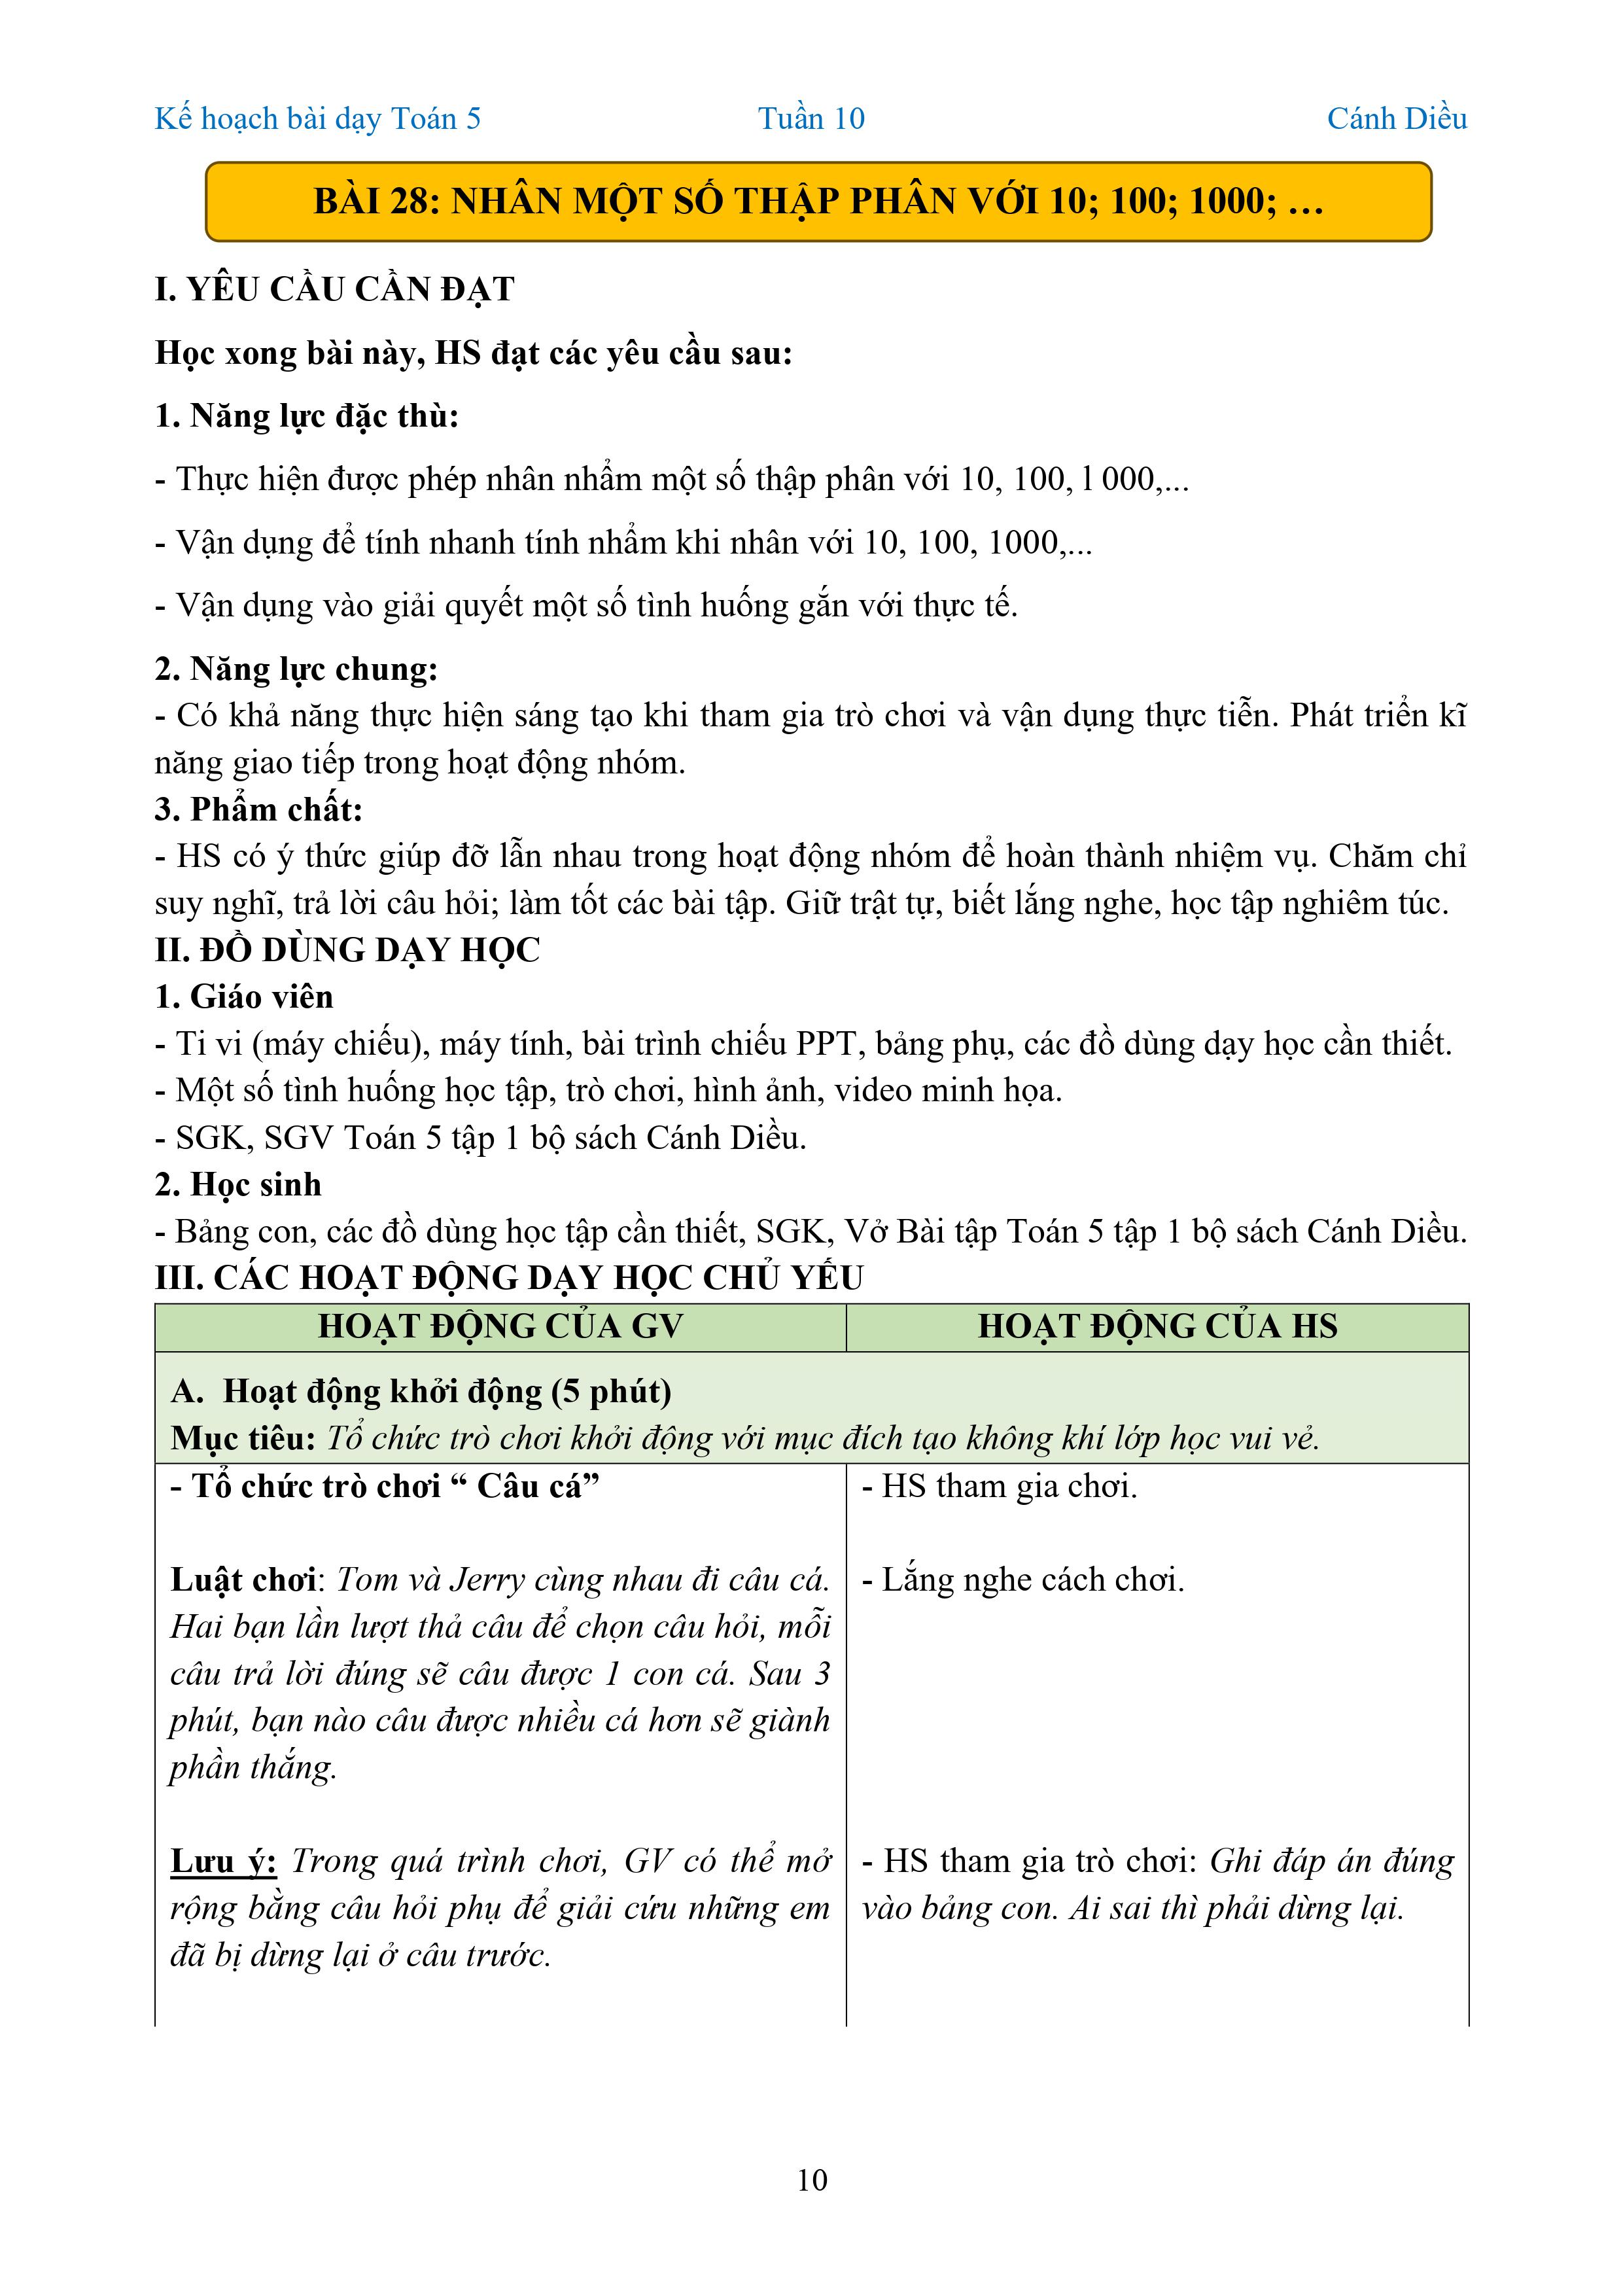 Kế hoạch bài dạy Toán 5 Tuần 10 Cánh Diều
BÀI 28: NHÂN MỘT SỐ THẬP PHÂN VỚI 10; 100; 1000; …
I. YÊU CẦU CẦN ĐẠT
Học xong bài này, HS đạt các yêu cầu sau:
1. Năng lực đặc thù:
- Thực hiện được phép nhân nhẩm một số thập phân với 10, 100, l 000,...
- Vận dụng để tính nhanh tính nhẩm khi nhân với 10, 100, 1000,...
- Vận dụng vào giải quyết một số tình huống gắn với thực tế.
2. Năng lực chung:
- Có khả năng thực hiện sáng tạo khi tham gia trò chơi và vận dụng thực tiễn. Phát triển kĩ
năng giao tiếp trong hoạt động nhóm.
3. Phẩm chất:
- HS có ý thức giúp đỡ lẫn nhau trong hoạt động nhóm để hoàn thành nhiệm vụ. Chăm chỉ
suy nghĩ, trả lời câu hỏi; làm tốt các bài tập. Giữ trật tự, biết lắng nghe, học tập nghiêm túc.
II. ĐỒ DÙNG DẠY HỌC
1. Giáo viên
- Ti vi (máy chiếu), máy tính, bài trình chiếu PPT, bảng phụ, các đồ dùng dạy học cần thiết.
- Một số tình huống học tập, trò chơi, hình ảnh, video minh họa.
- SGK, SGV Toán 5 tập 1 bộ sách Cánh Diều.
2. Học sinh
- Bảng con, các đồ dùng học tập cần thiết, SGK, Vở Bài tập Toán 5 tập 1 bộ sách Cánh Diều.
III. CÁC HOẠT ĐỘNG DẠY HỌC CHỦ YẾU
HOẠT ĐỘNG CỦA GV HOẠT ĐỘNG CỦA HS
A. Hoạt động khởi động (5 phút)
Mục tiêu: Tổ chức trò chơi khởi động với mục đích tạo không khí lớp học vui vẻ.
- Tổ chức trò chơi “ Câu cá”
Luật chơi: Tom và Jerry cùng nhau đi câu cá.
Hai bạn lần lượt thả câu để chọn câu hỏi, mỗi
câu trả lời đúng sẽ câu được 1 con cá. Sau 3
phút, bạn nào câu được nhiều cá hơn sẽ giành
phần thắng.
Lưu ý: Trong quá trình chơi, GV có thể mở
rộng bằng câu hỏi phụ để giải cứu những em
đã bị dừng lại ở câu trước.
- HS tham gia chơi.
- Lắng nghe cách chơi.
- HS tham gia trò chơi: Ghi đáp án đúng
vào bảng con. Ai sai thì phải dừng lại.
10